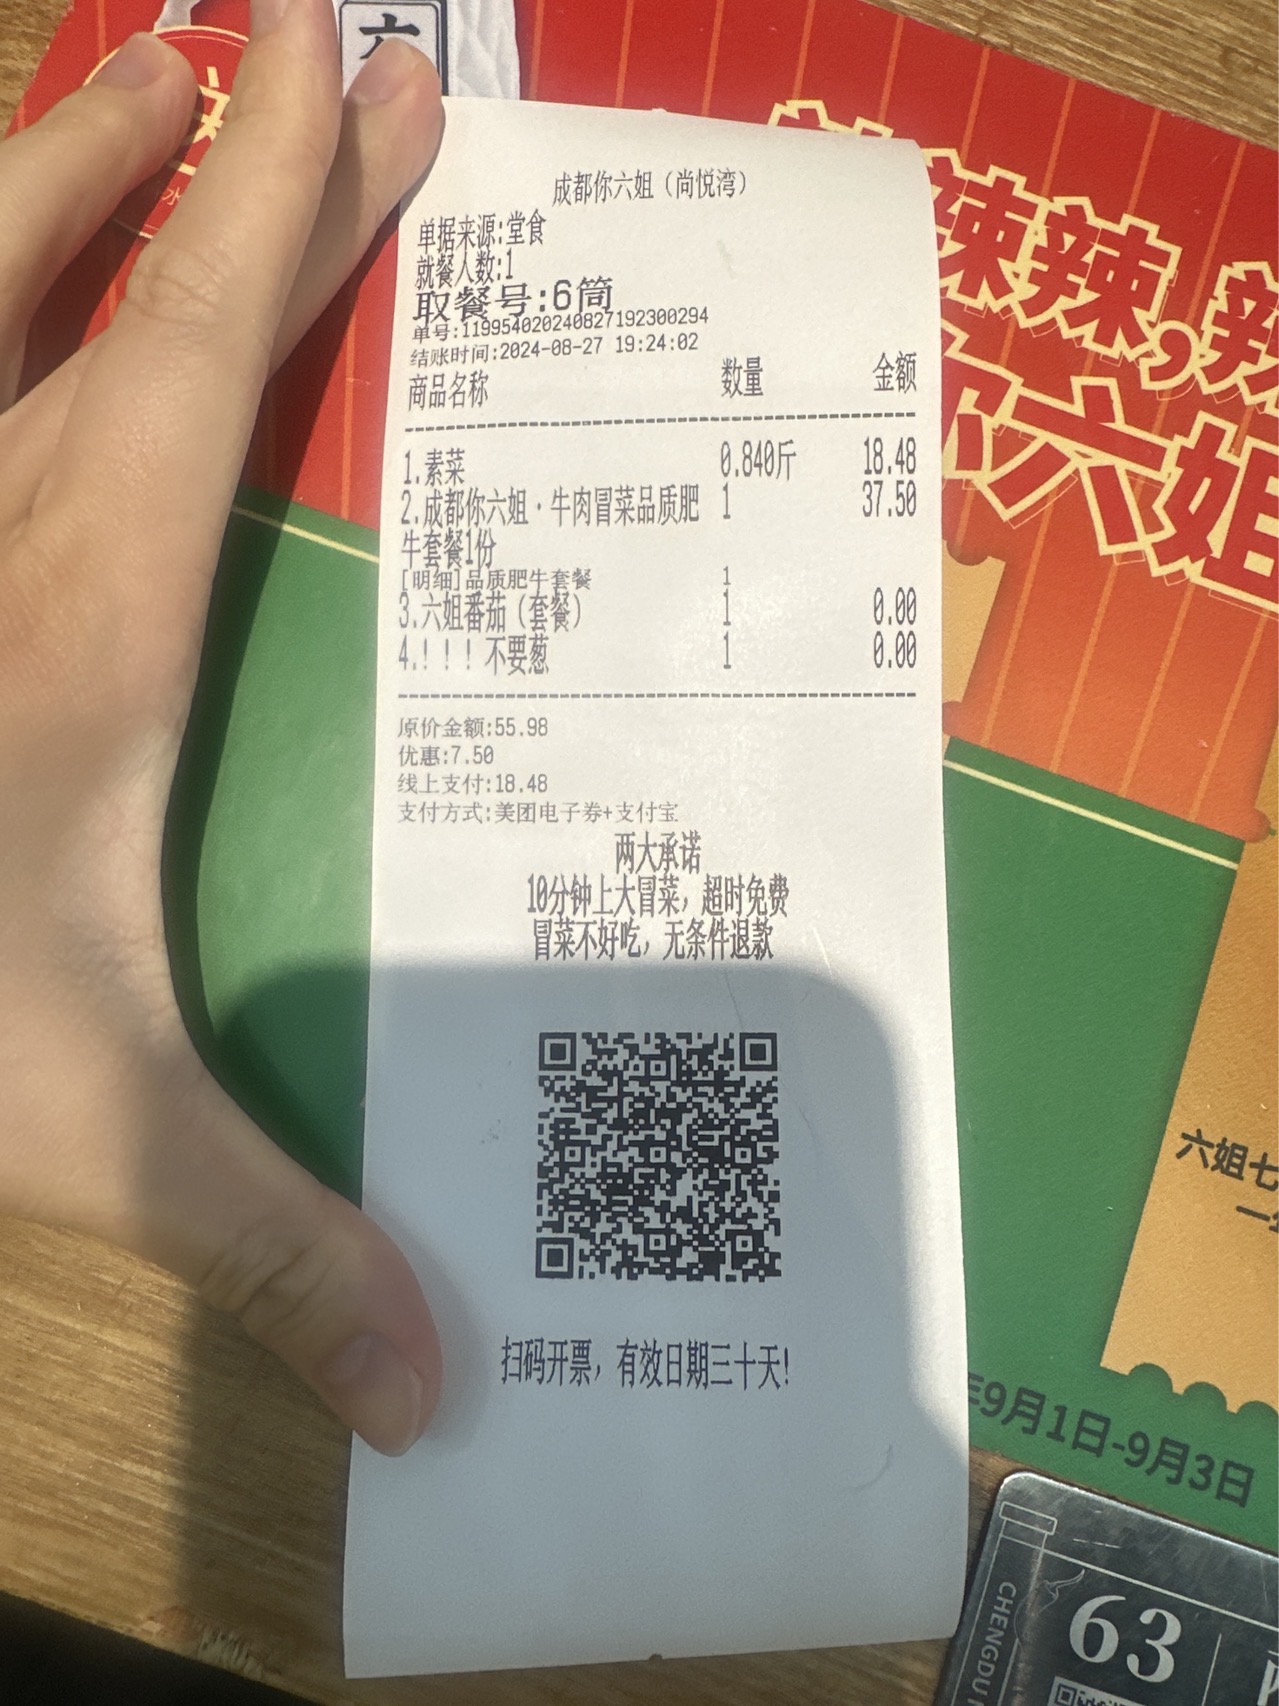 六
成都你六姐（尚悦湾）
单据来源:堂食
就餐人数:1
取餐号:6筒
单号:119954020240827192300294
结账时间:2024-08-27 19:24:02
商品名称 数量 金额
1.素菜 0.840斤 18.48
2.成都你六姐·牛肉冒菜品质肥 1 37.50
牛套餐1份
[明细]品质肥牛套餐 1
3.六姐番茄（套餐） 1 0.00
4.！！！不要葱 1 0.00
原价金额:55.98
优惠:7.50
线上支付:18.48
支付方式:美团电子券+支付宝
两大承诺
10分钟上大冒菜，超时免费
冒菜不好吃，无条件退款
扫码开票，有效日期三十天!
辣辣,辣
六姐
六姐七
一
9月1日-9月3日
63
CHENGDU